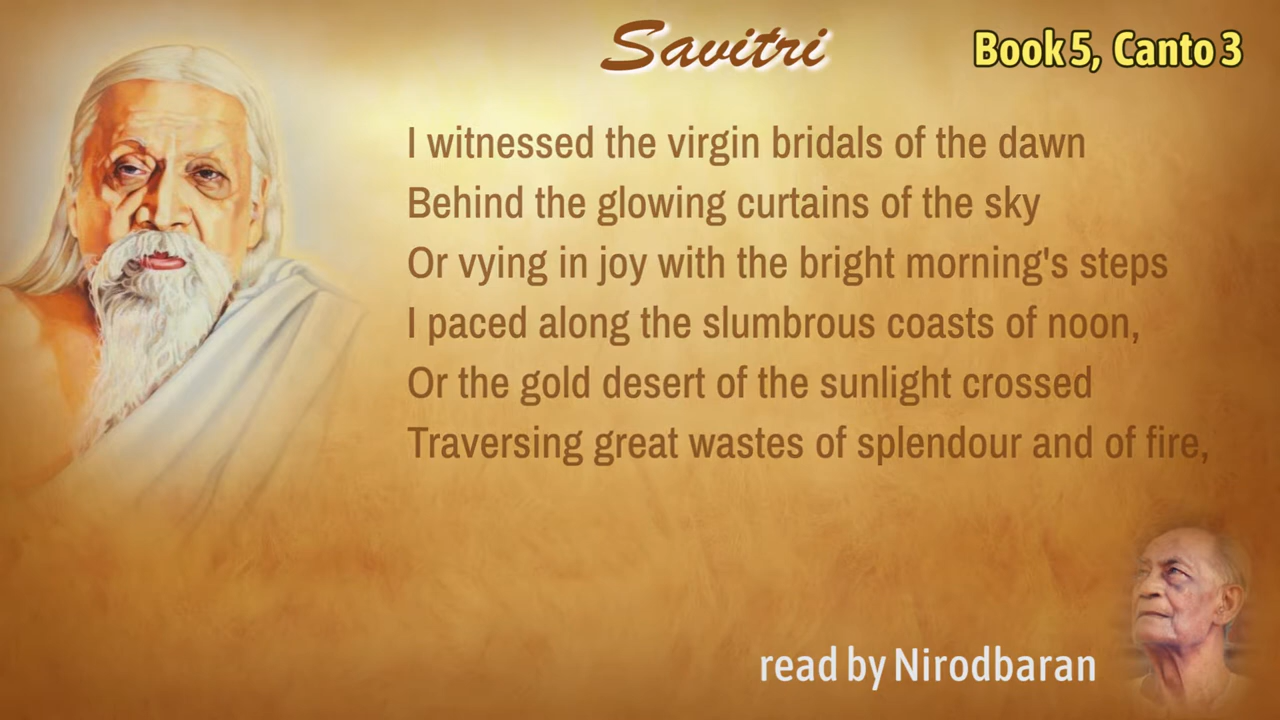 Savitri
Book 5, Canto 3
I witnessed the virgin bridals of the dawn
Behind the glowing curtains of the sky
Or vying in joy with the bright morning's steps
I paced along the slumbrous coasts of noon,
Or the gold desert of the sunlight crossed
Traversing great wastes of splendour and of fire,
read by Nirodbaran